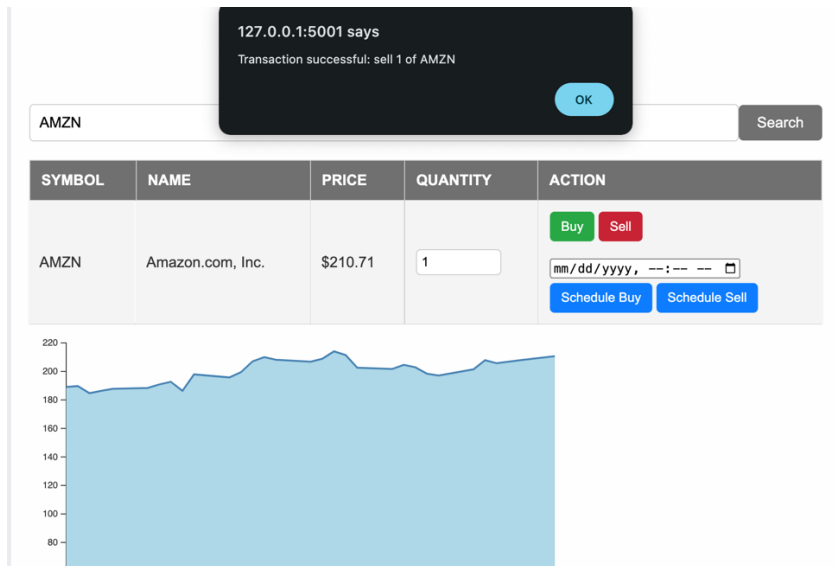 127.0.0.1:5001 says
Transaction successful: sell 1 of AMZN
OK
AMZN
Search
SYMBOL NAME PRICE QUANTITY ACTION
Buy Sell
AMZN Amazon.com, Inc. $210.71 1
mm/dd/yyyy, --:-- --
Schedule Buy Schedule Sell
220
200
180
160
140
120
100
80